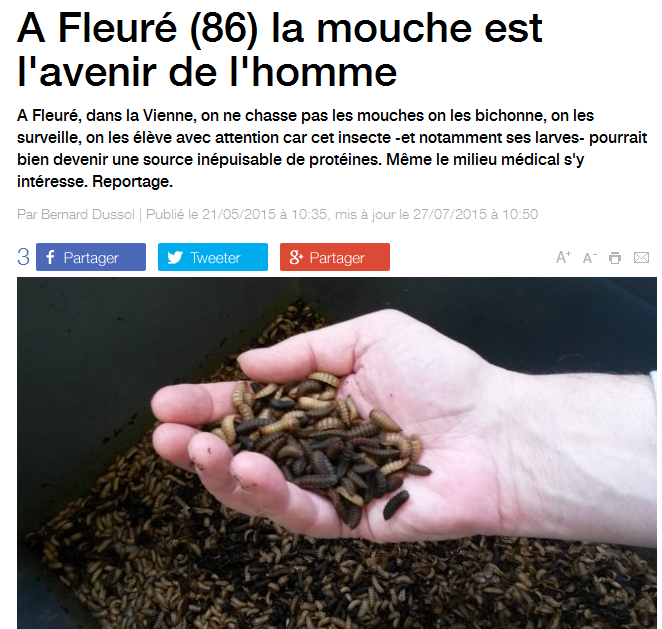 A Fleuré (86) la mouche est
l'avenir de l'homme
A Fleuré, dans la Vienne, on ne chasse pas les mouches on les bichonne, on les
surveille, on les élève avec attention car cet insecte -et notamment ses larves- pourrait
bien devenir une source inépuisable de protéines. Même le milieu médical s'y
intéresse. Reportage.
Par Bernard Dussol | Publié le 21/05/2015 à 10:35, mis à jour le 27/07/2015 à 10:50
3 f Partager Tweeter 8+ Partager A+ A-